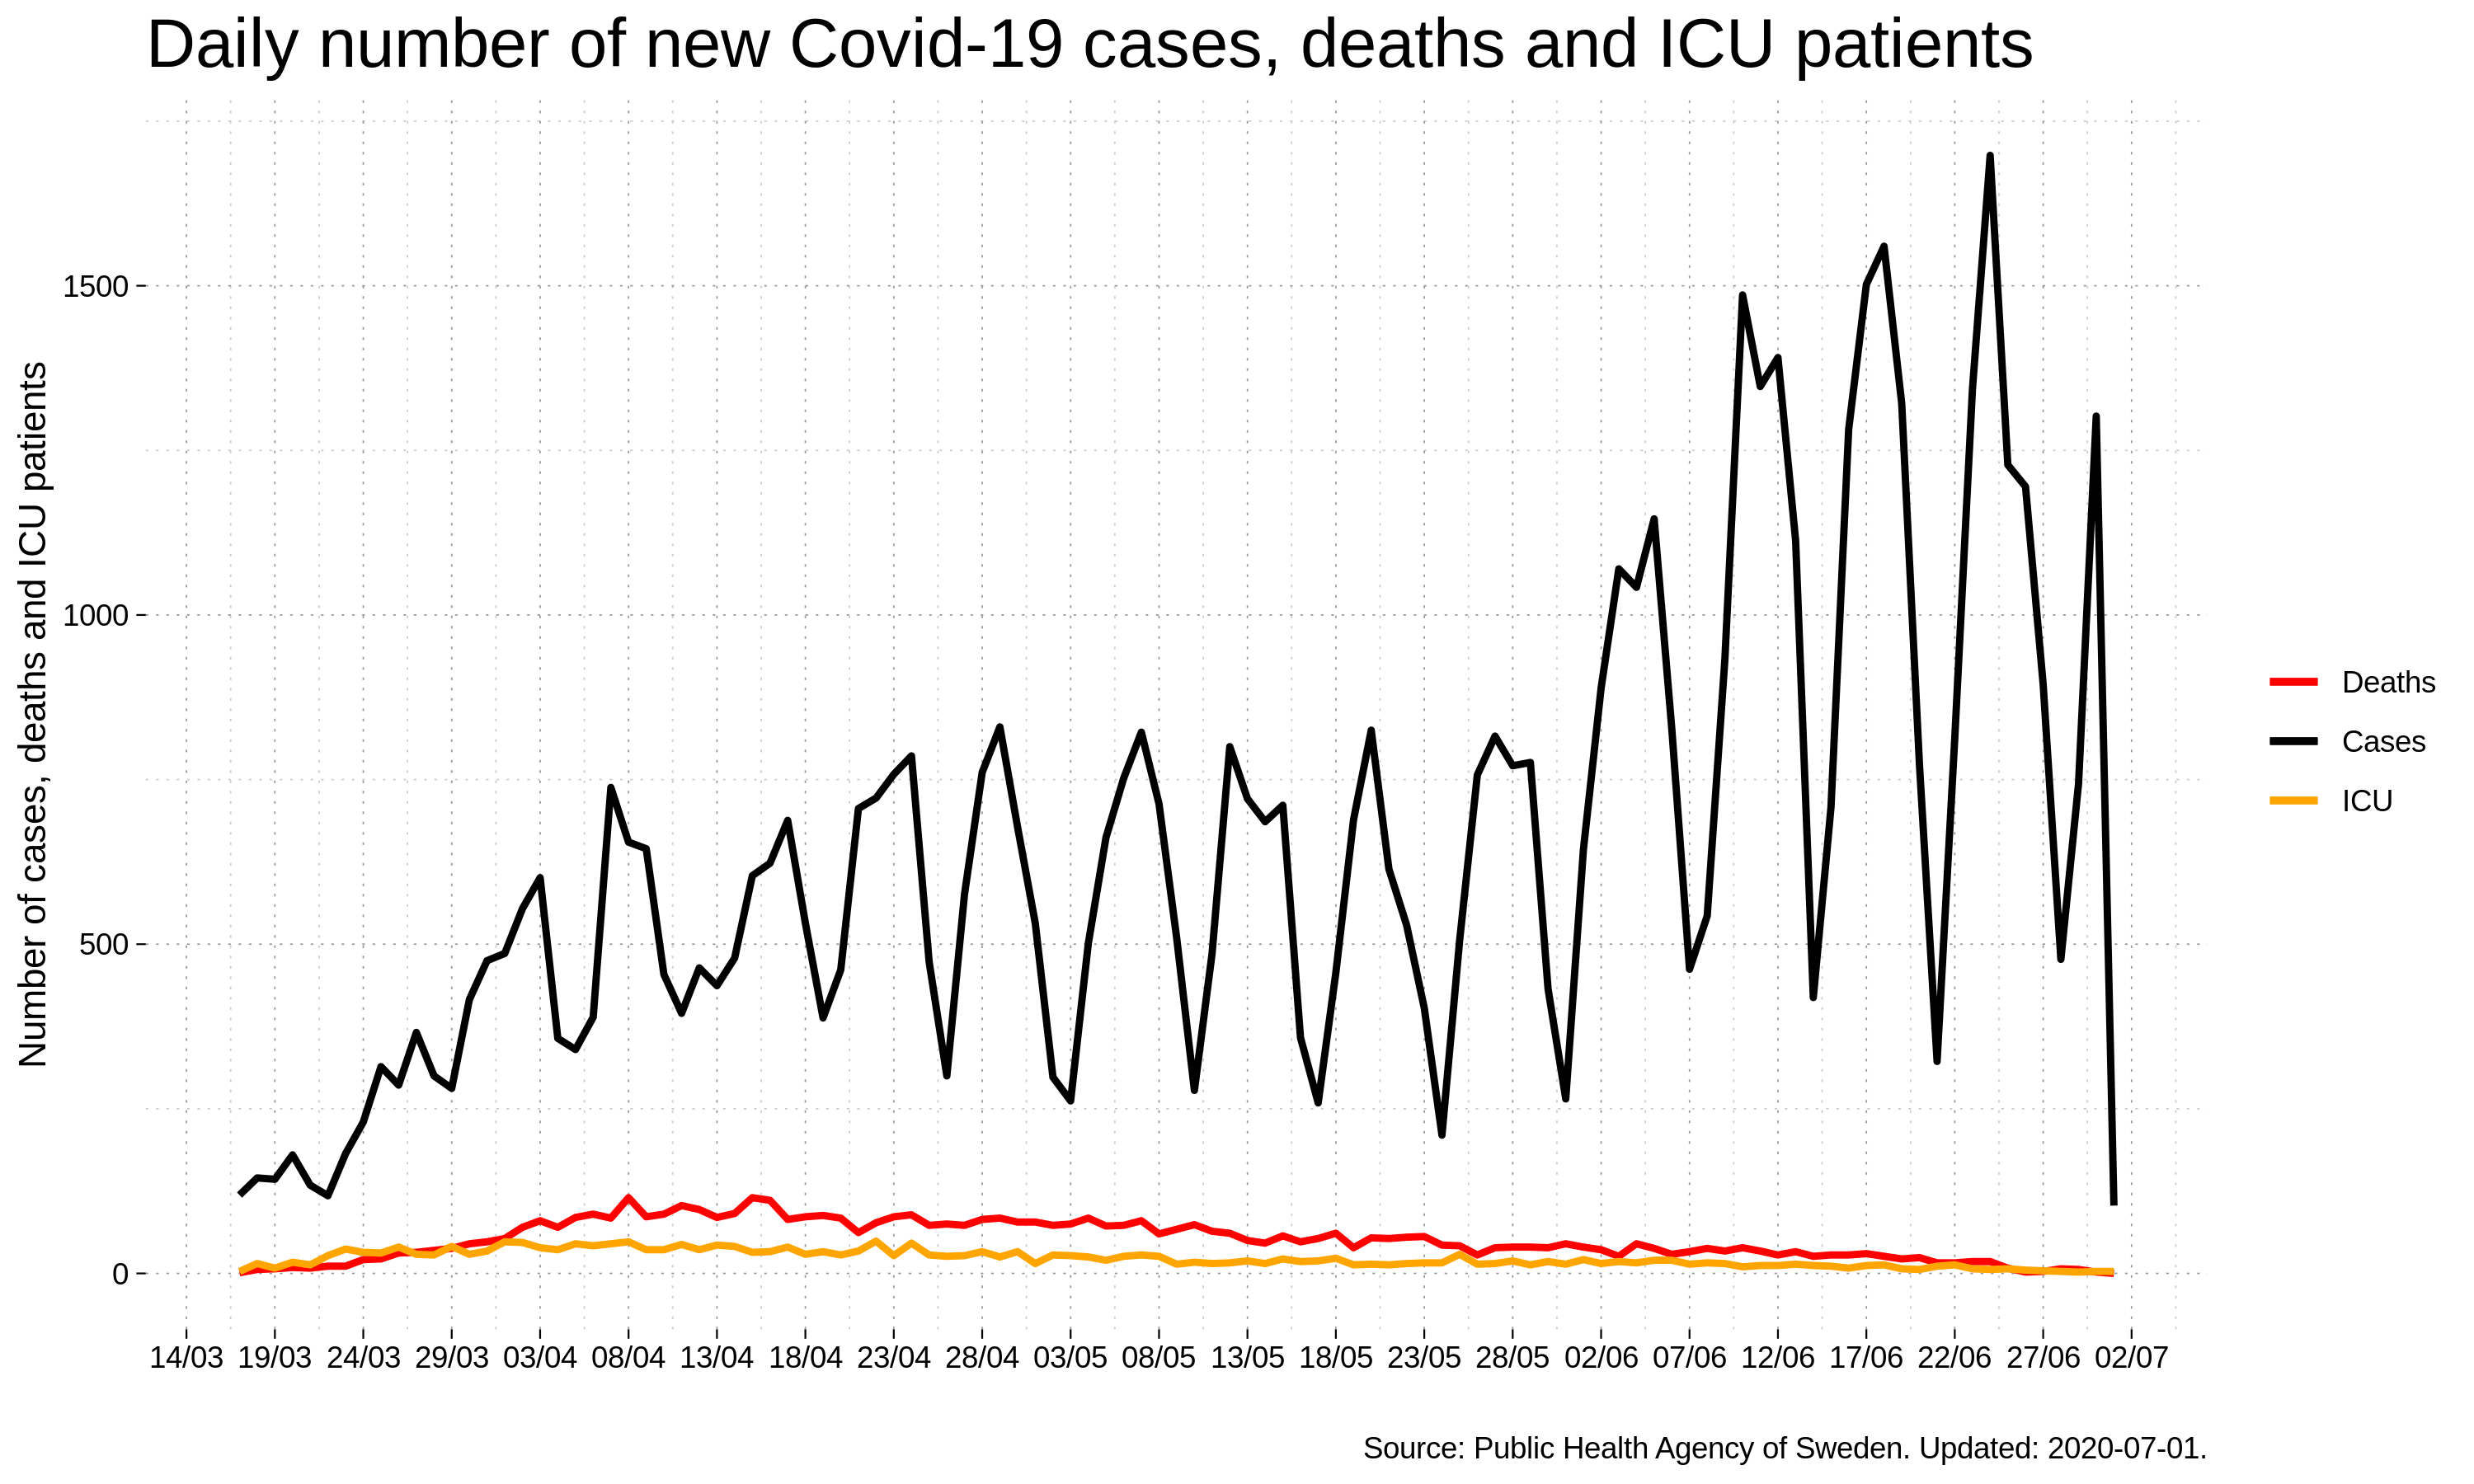 Daily number of new Covid-19 cases, deaths and ICU patients
Number of cases, deaths and ICU patients
1500
1000
500
0
14/03 19/03 24/03 29/03 03/04 08/04 13/04 18/04 23/04 28/04 03/05 08/05 13/05 18/05 23/05 28/05 02/06 07/06 12/06 17/06 22/06 27/06 02/07
Deaths
Cases
ICU
Source: Public Health Agency of Sweden. Updated: 2020-07-01.